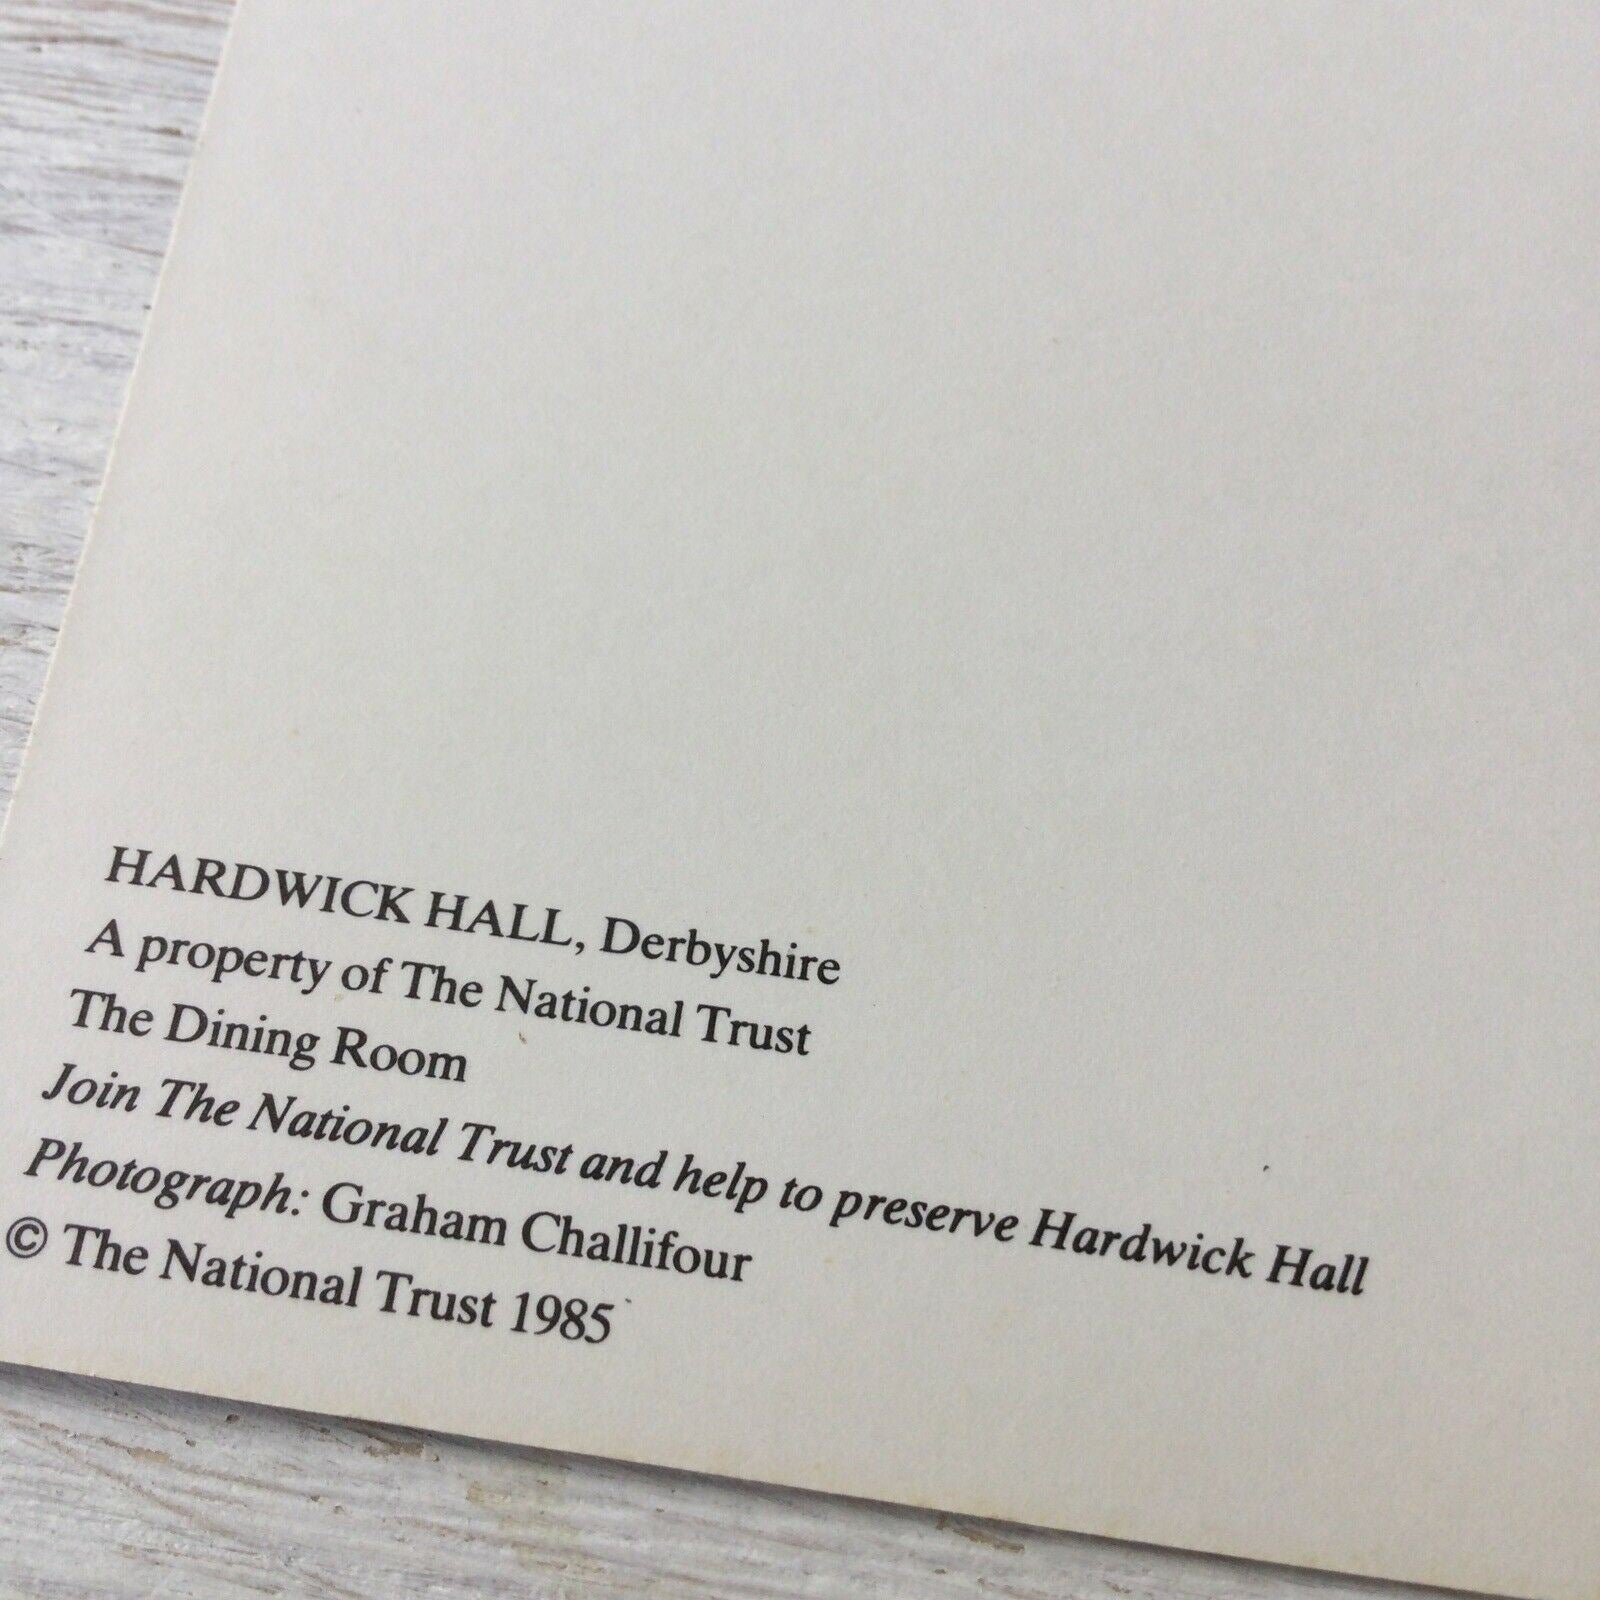 HARDWICK HALL, Derbyshire
A property of The National Trust
The Dining Room
Join The National Trust and help to preserve Hardwick Hall
Photograph: Graham Challifour
© The National Trust 1985